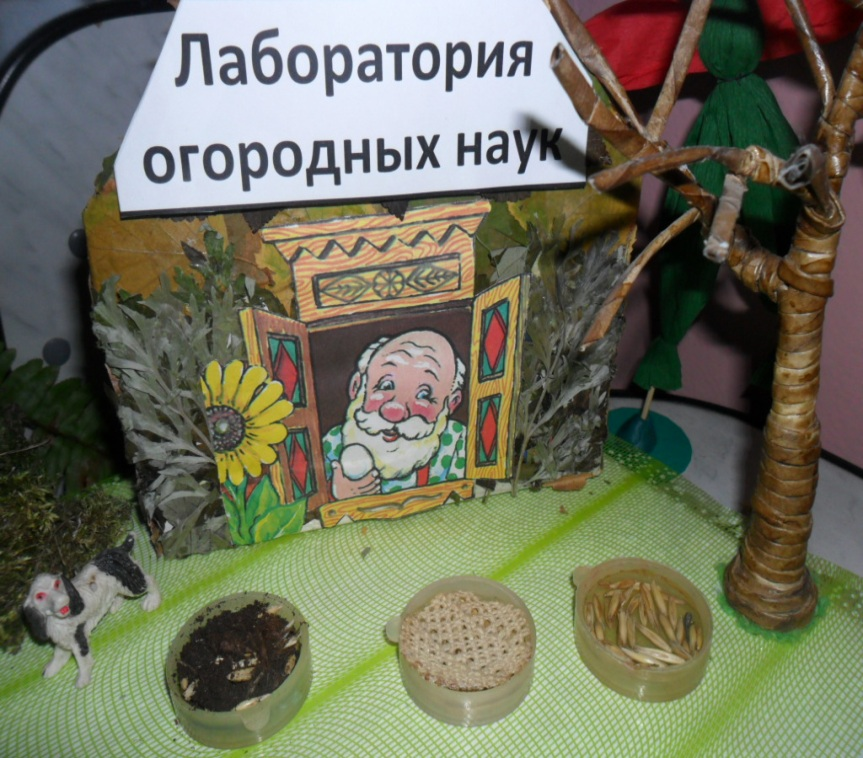 Лаборатория
огородных наук